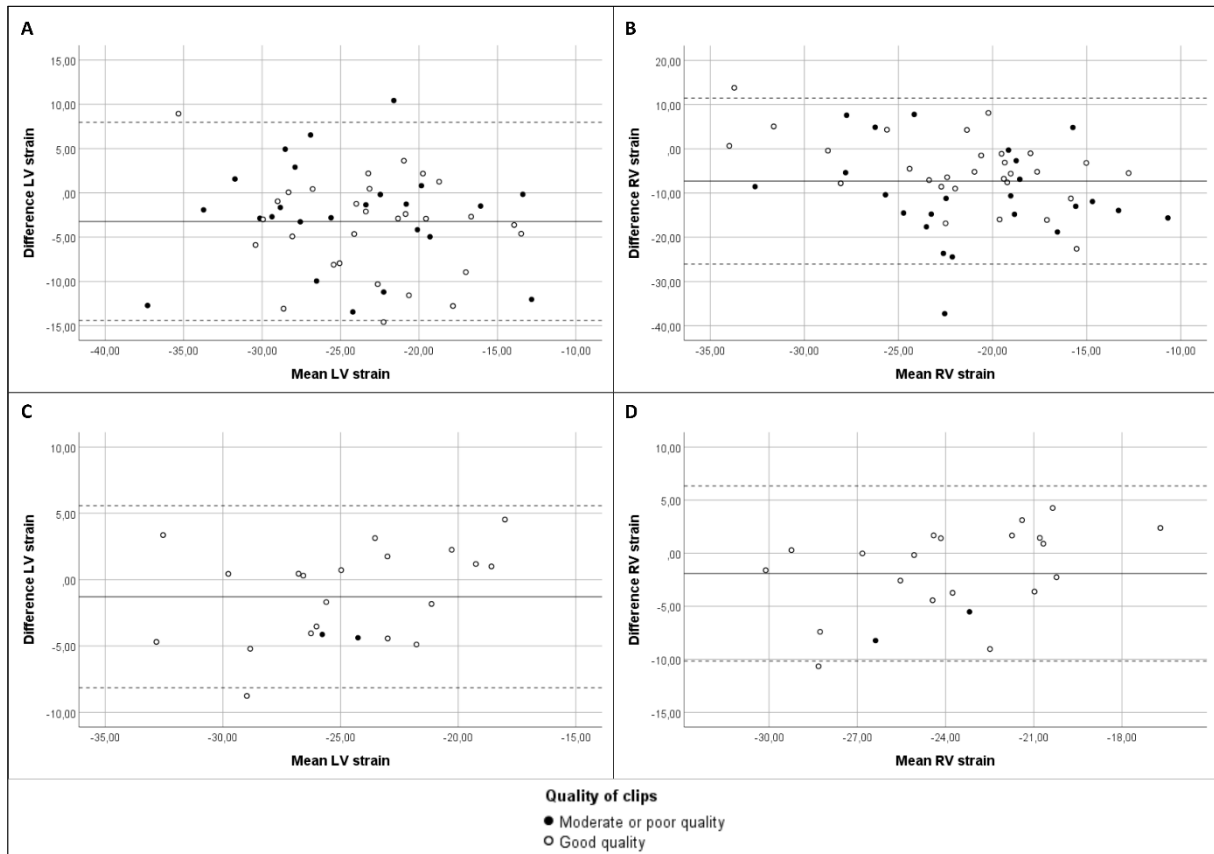 A
15,00
10,00
5,00
,00
-5,00
-10,00
-15,00
Difference LV strain
-40,00 -35,00 -30,00 -25,00 -20,00 -15,00 -10,00
Mean LV strain
B
20,00
10,00
,00
-10,00
-20,00
-30,00
-40,00
Difference RV strain
-35,00 -30,00 -25,00 -20,00 -15,00 -10,00
Mean RV strain
C
10,00
5,00
,00
-5,00
-10,00
Difference LV strain
-35,00 -30,00 -25,00 -20,00 -15,00
Mean LV strain
D
10,00
5,00
,00
-5,00
-10,00
-15,00
Difference RV strain
-30,00 -27,00 -24,00 -21,00 -18,00
Mean RV strain
Quality of clips
Moderate or poor quality
Good quality